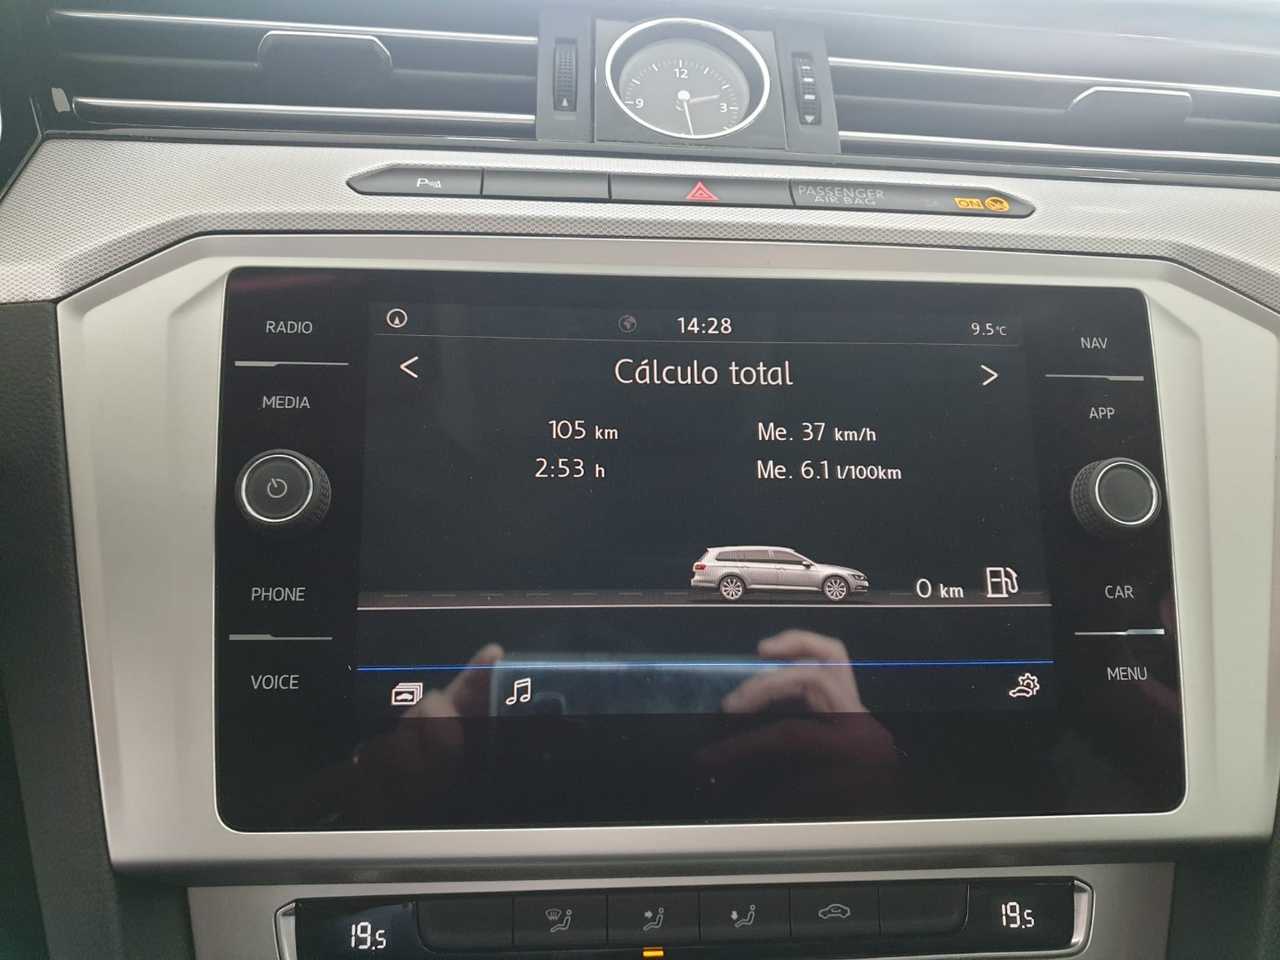 12
9
3
PASSENGER
AIR BAG
ON
RADIO
14:28
9.5°C
NAV
< Cálculo total >
MEDIA
APP
105 km
Me. 37 km/h
2:53 h
Me. 6.1 l/100km
PHONE
0 km
CAR
VOICE
MENU
19.5
19.5